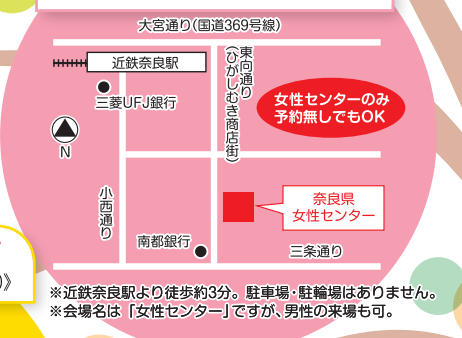 大宮通り(国道369号線)
近鉄奈良駅
三菱UFJ銀行
東向通り
(ひがしむき商店街)
女性センターのみ
予約無しでもOK
N
小西通り
奈良県
女性センター
南都銀行
三条通り
※近鉄奈良駅より徒歩約3分。駐車場・駐輪場はありません。
※会場名は「女性センター」ですが、男性の来場も可。